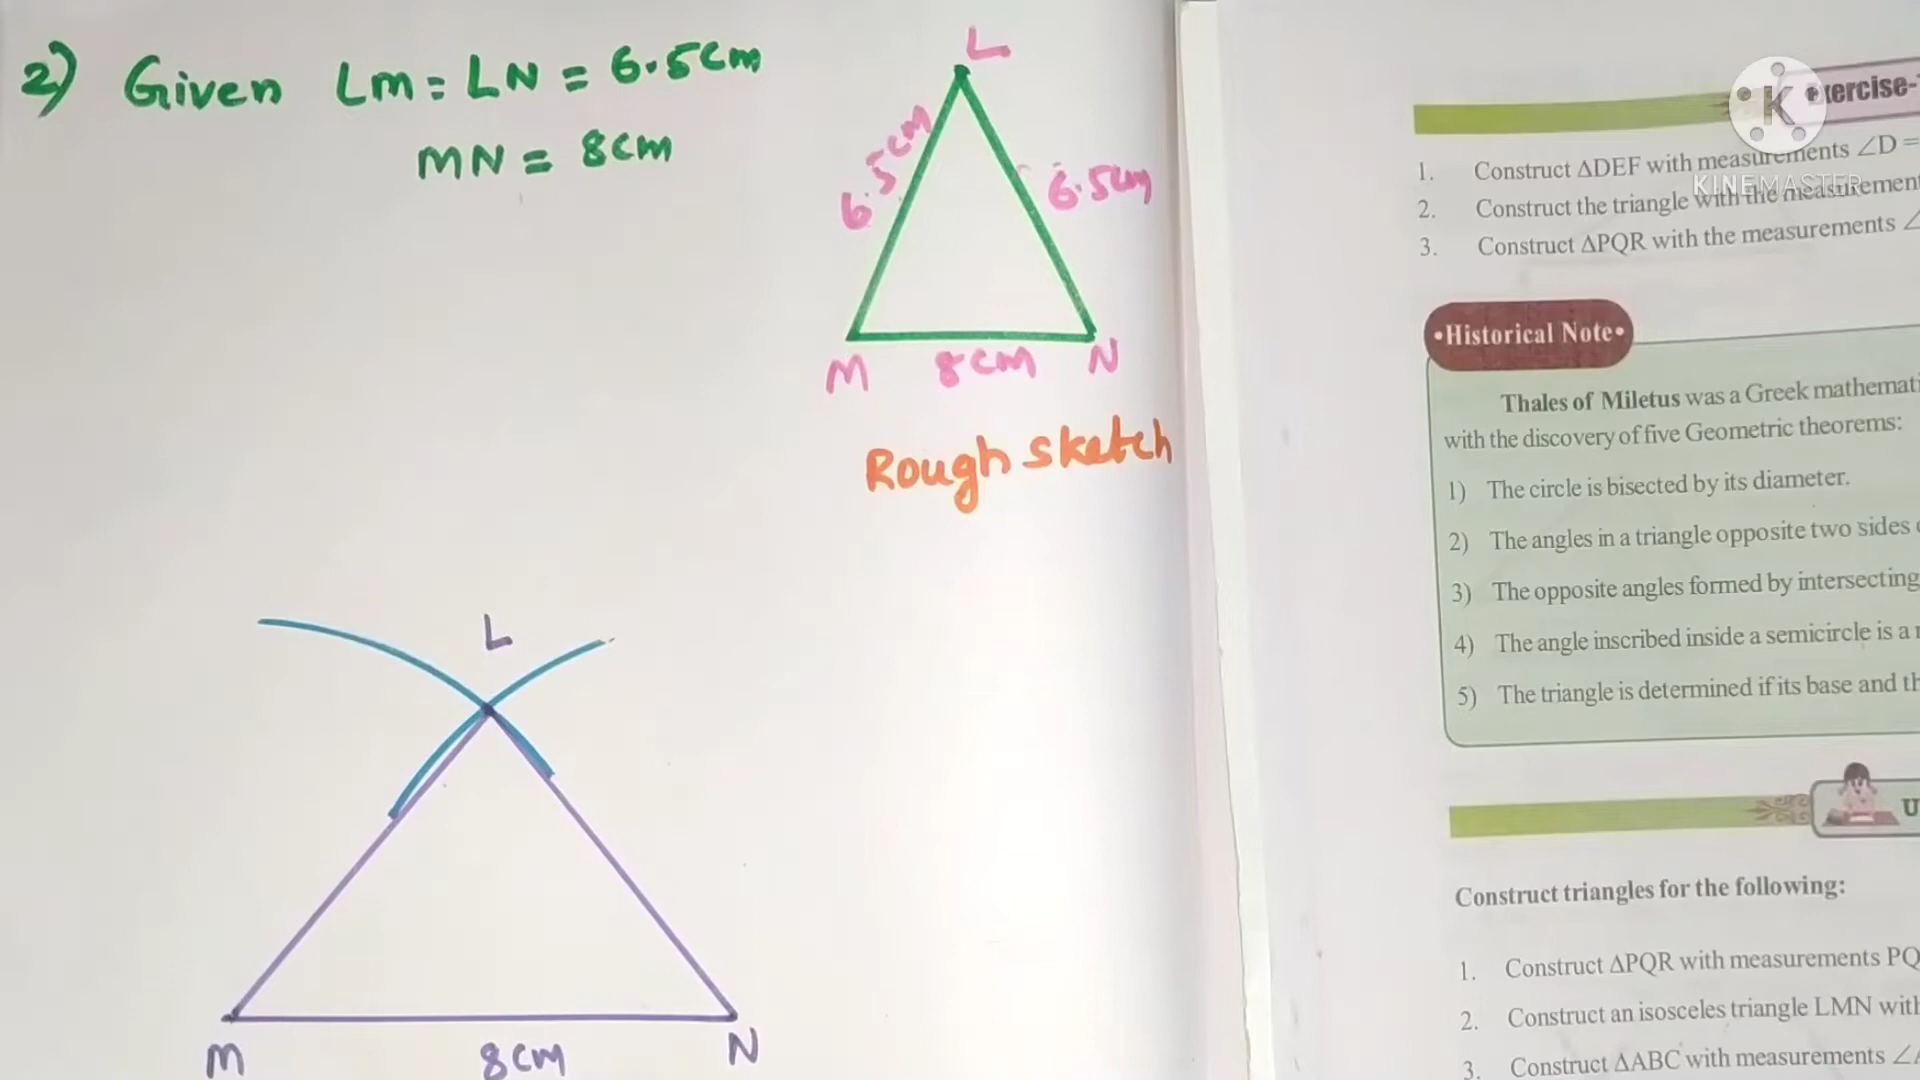 2) Given LM = LN = 6.5cm
MN = 8cm
L
6.5cm
6.5cm
M 8cm N
Rough sketch
L
M 8cm N
K
KINEMASTER
1. Construct ΔDEF with measurements ∠D =
2. Construct the triangle with the
3. Construct ΔPQR with the measurements ∠
•Historical Note•
Thales of Miletus was a Greek
with the discovery of five Geometric theorems:
1) The circle is bisected by its diameter.
2) The angles in a triangle opposite two sides
3) The opposite angles formed by intersecting
4) The angle inscribed inside a semicircle is a
5) The triangle is determined if its base and
Construct triangles for the following:
1. Construct ΔPQR with measurements PQ
2. Construct an isosceles triangle LMN with
3. Construct ΔABC with measurements ∠A